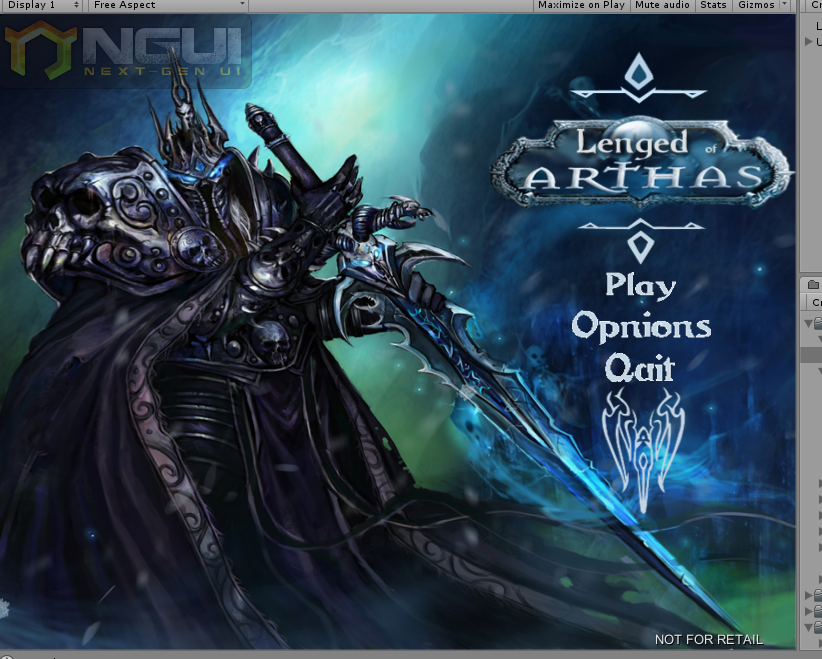 Display 1 Free Aspect Maximize on Play Mute audio Stats Gizmos
NGUI
NEXT-GEN UI
Lenged of
ARTHAS
Play
Opnions
Qait
NOT FOR RETAIL